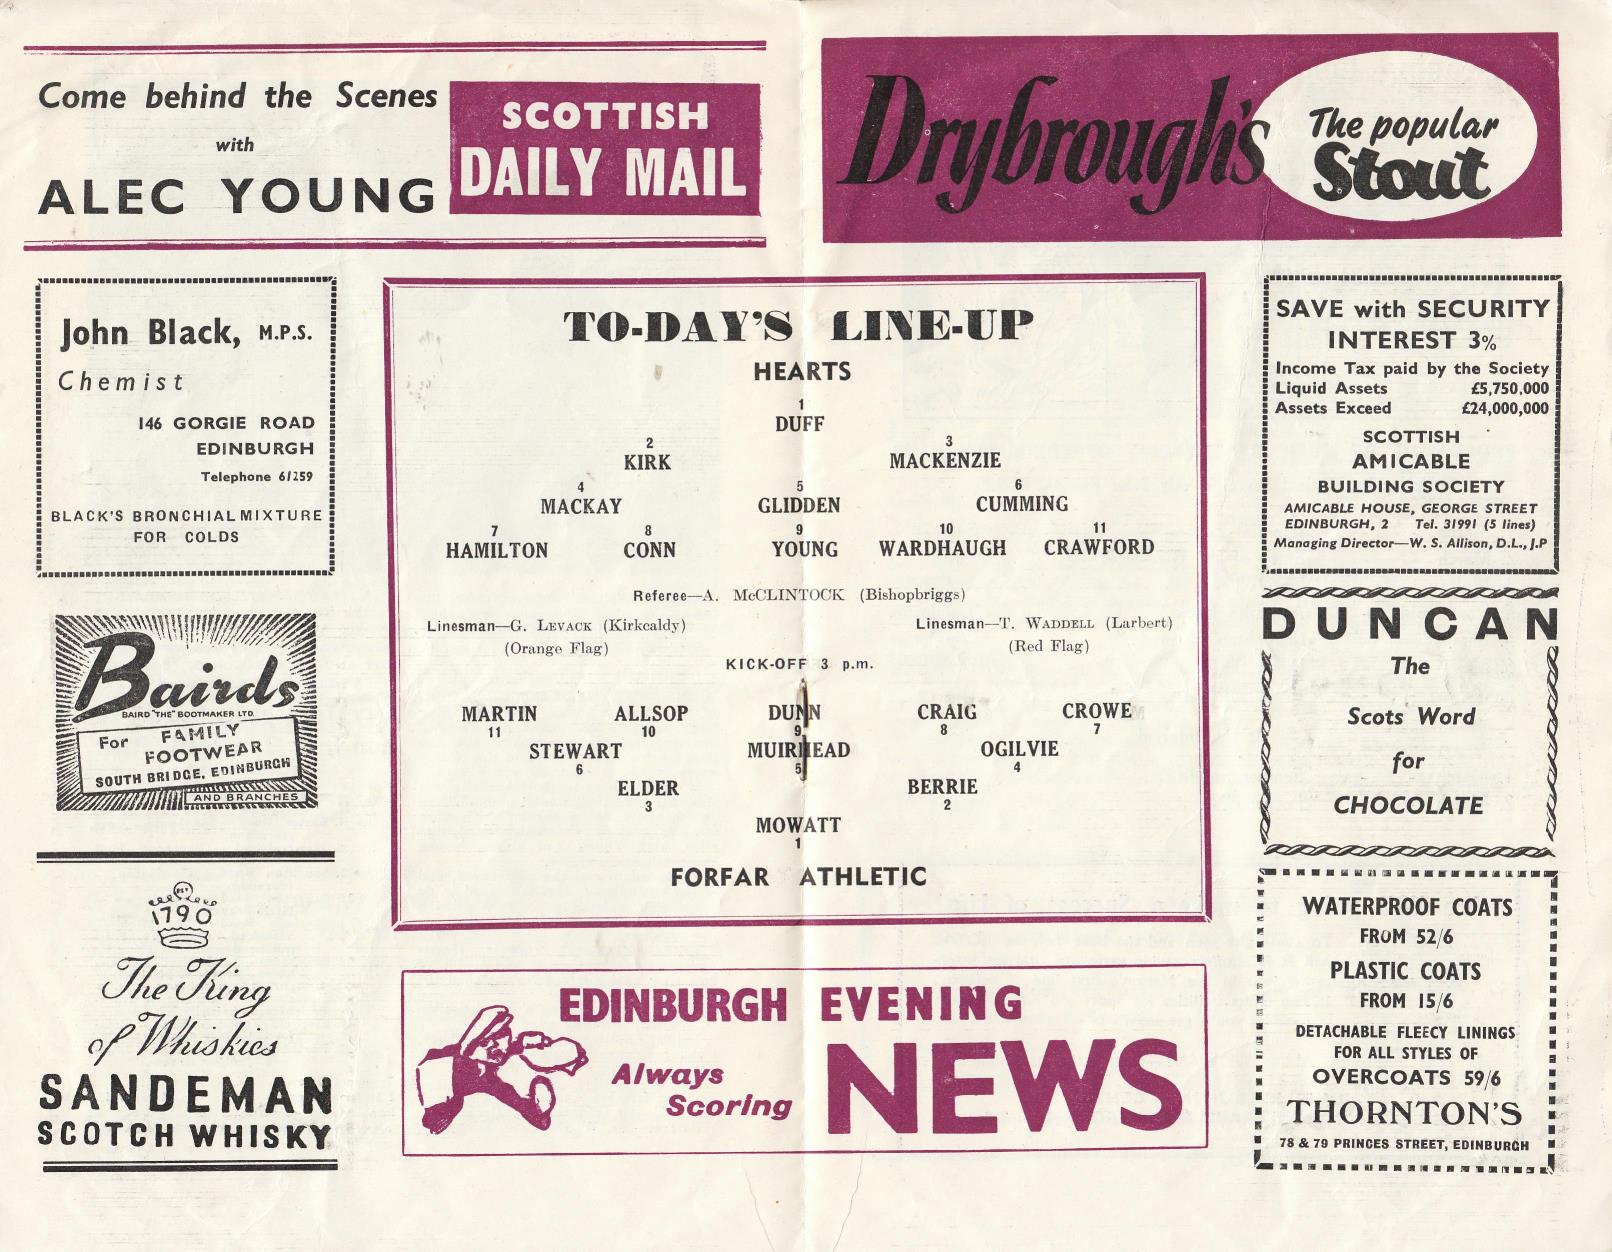 Come behind the Scenes
with
ALEC YOUNG
SCOTTISH
DAILY MAIL
Drybrough's
The popular
Stout
John Black, M.P.S.
Chemist
146 GORGIE ROAD
EDINBURGH
Telephone 61259
BLACK'S BRONCHIAL MIXTURE
FOR COLDS
Bairds
BAIRD "THE" BOOTMAKER LTD.
For FAMILY
FOOTWEAR
SOUTH BRIDGE, EDINBURGH
AND BRANCHES
1790
The King
of Whiskies
SANDEMAN
SCOTCH WHISKY
TO-DAY'S LINE-UP
HEARTS
1
DUFF
2 3
KIRK MACKENZIE
4 5 6
MACKAY GLIDDEN CUMMING
7 8 9 10 11
HAMILTON CONN YOUNG WARDHAUGH CRAWFORD
Referee—A. McCLINTOCK (Bishopbriggs)
Linesman—G. LEVACK (Kirkcaldy) Linesman—T. WADDELL (Larbert)
(Orange Flag) (Red Flag)
KICK-OFF 3 p.m.
MARTIN ALLSOP DUNN CRAIG CROWE
11 10 9 8 7
STEWART MUIRHEAD OGILVIE
6 5 4
ELDER BERRIE
3 2
MOWATT
1
FORFAR ATHLETIC
EDINBURGH EVENING
Always
Scoring
NEWS
SAVE with SECURITY
INTEREST 3%
Income Tax paid by the Society
Liquid Assets £5,750,000
Assets Exceed £24,000,000
SCOTTISH
AMICABLE
BUILDING SOCIETY
AMICABLE HOUSE, GEORGE STREET
EDINBURGH, 2 Tel. 31991 (5 lines)
Managing Director—W. S. Allison, D.L., J.P
DUNCAN
The
Scots Word
for
CHOCOLATE
WATERPROOF COATS
FROM 52/6
PLASTIC COATS
FROM 15/6
DETACHABLE FLEECY LININGS
FOR ALL STYLES OF
OVERCOATS 59/6
THORNTON'S
78 & 79 PRINCES STREET, EDINBURGH